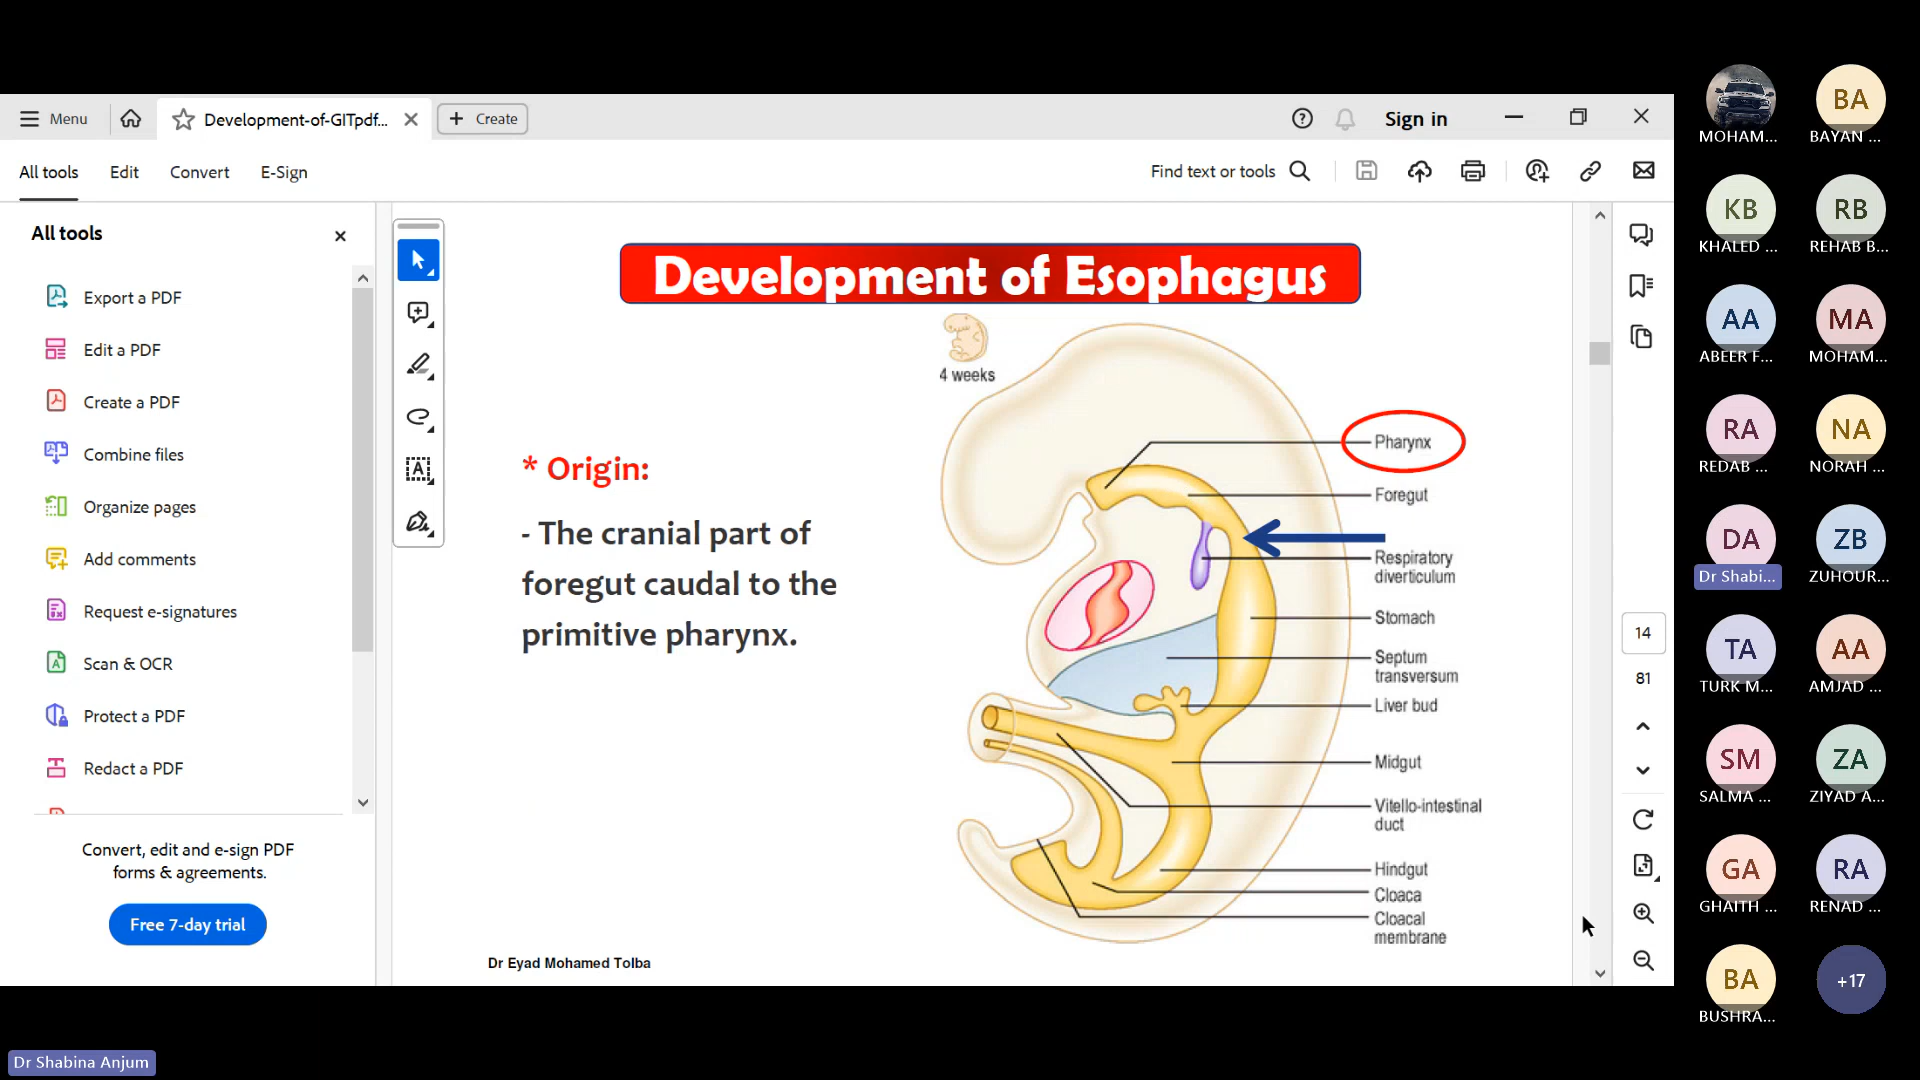 Menu
Development-of-GITpdf...
Create
Sign in
All tools
Edit
Convert
E-Sign
Find text or tools
All tools
Export a PDF
Edit a PDF
Create a PDF
Combine files
Organize pages
Add comments
Request e-signatures
Scan & OCR
Protect a PDF
Redact a PDF
Convert, edit and e-sign PDF
forms & agreements.
Free 7-day trial
Development of Esophagus
4 weeks
* Origin:
- The cranial part of
foregut caudal to the
primitive pharynx.
Pharynx
Foregut
Respiratory
diverticulum
Stomach
Septum
transversum
Liver bud
Midgut
Vitello-intestinal
duct
Hindgut
Cloaca
Cloacal
membrane
Dr Eyad Mohamed Tolba
14
81
MOHAM...
BA
BAYAN ...
KB
KHALED ...
RB
REHAB B...
AA
ABEER F...
MA
MOHAM...
RA
REDAB ...
NA
NORAH ...
DA
Dr Shabi...
ZB
ZUHOUR...
TA
TURK M...
AA
AMJAD ...
SM
SALMA ...
ZA
ZIYAD A...
GA
GHAITH ...
RA
RENAD ...
BA
BUSHRA...
+17
Dr Shabina Anjum